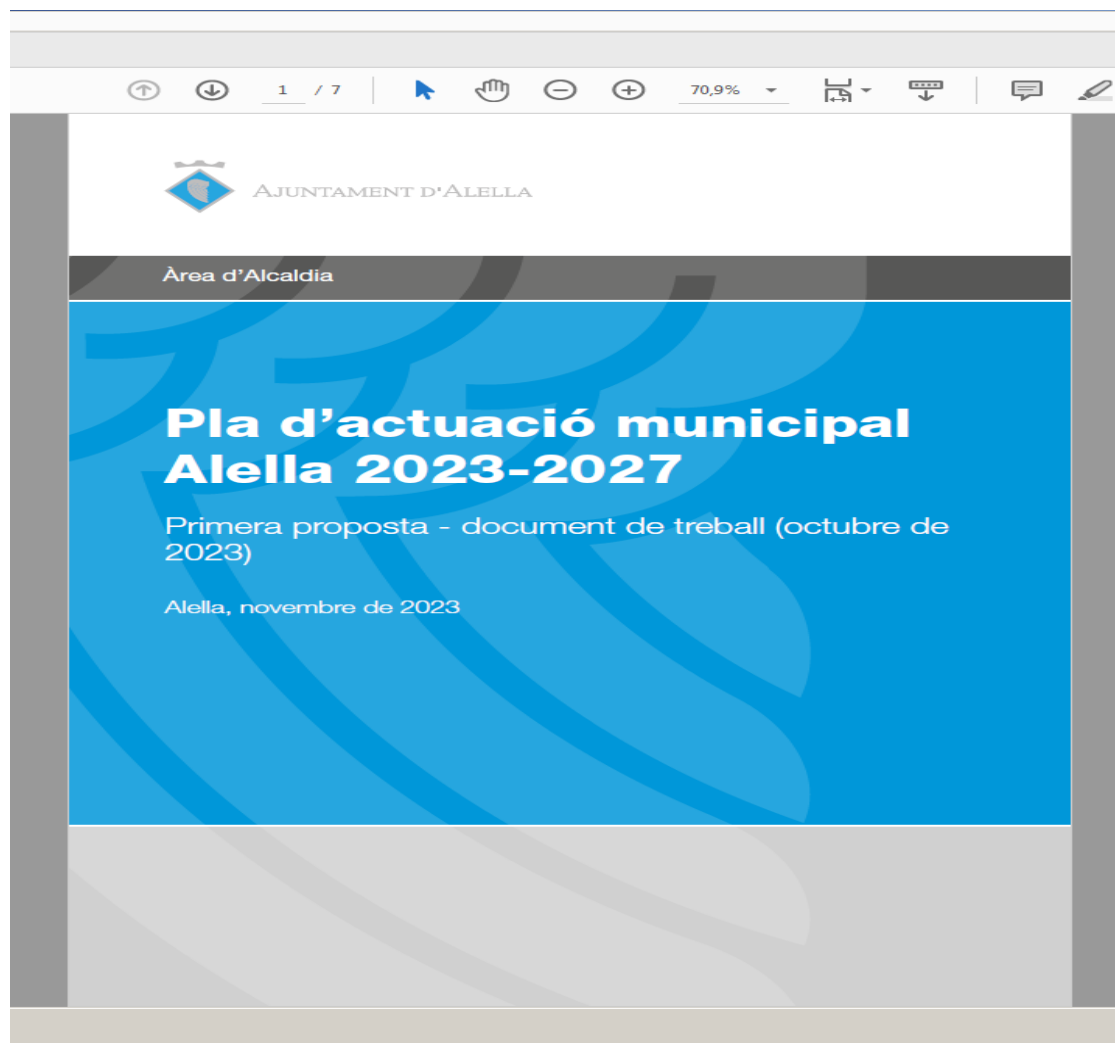 1 / 7 70,9%
AJUNTAMENT D'ALELLA
Àrea d'Alcaldia
Pla d'actuació municipal
Alella 2023-2027
Primera proposta - document de treball (octubre de
2023)
Alella, novembre de 2023